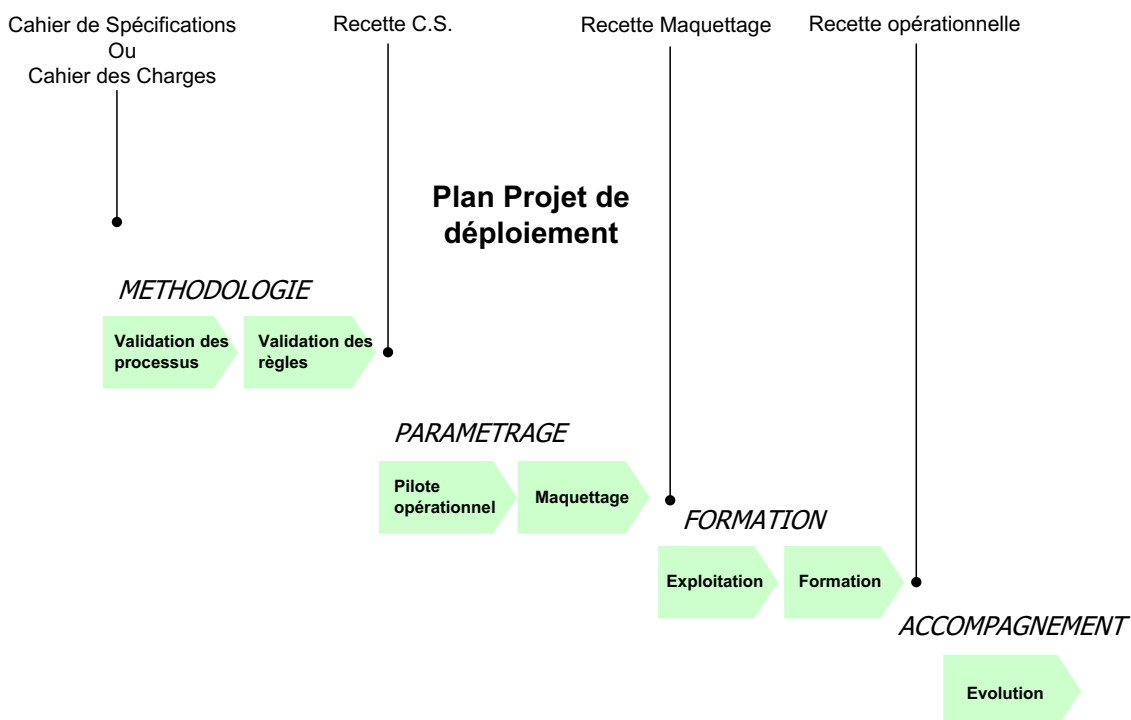 Cahier de Spécifications
Ou
Cahier des Charges
Recette C.S.
Recette Maquettage
Recette opérationnelle
Plan Projet de
déploiement
METHODOLOGIE
Validation des
processus
Validation des
règles
PARAMETRAGE
Pilote
opérationnel
Maquettage
FORMATION
Exploitation
Formation
ACCOMPAGNEMENT
Evolution